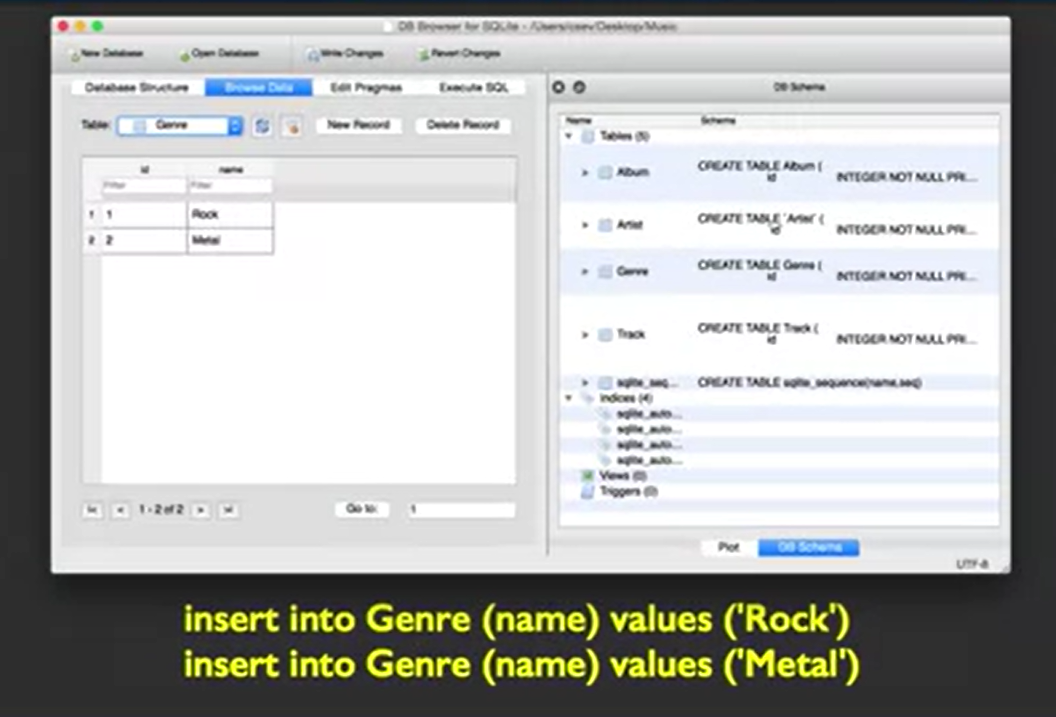 DB Browser for SQLite - /Users/csev/Desktop/Music
New Database Open Database Write Changes Revert Changes
Database Structure Browse Data Edit Pragmas Execute SQL
Table: Genre New Record Delete Record
id name
Filter Filter
1 1 Rock
2 2 Metal
1 - 2 of 2 Go to: 1
DB Schema
Name Schema
Tables (5)
Album CREATE TABLE Album (
id INTEGER NOT NULL PRI...
Artist CREATE TABLE "Artist" (
id INTEGER NOT NULL PRI...
Genre CREATE TABLE Genre (
id INTEGER NOT NULL PRI...
Track CREATE TABLE Track (
id INTEGER NOT NULL PRI...
sqlite_seq... CREATE TABLE sqlite_sequence(name,seq)
Indices (4)
sqlite_auto...
sqlite_auto...
sqlite_auto...
sqlite_auto...
Views (0)
Triggers (0)
Plot DB Schema
UTF-8
insert into Genre (name) values ('Rock')
insert into Genre (name) values ('Metal')